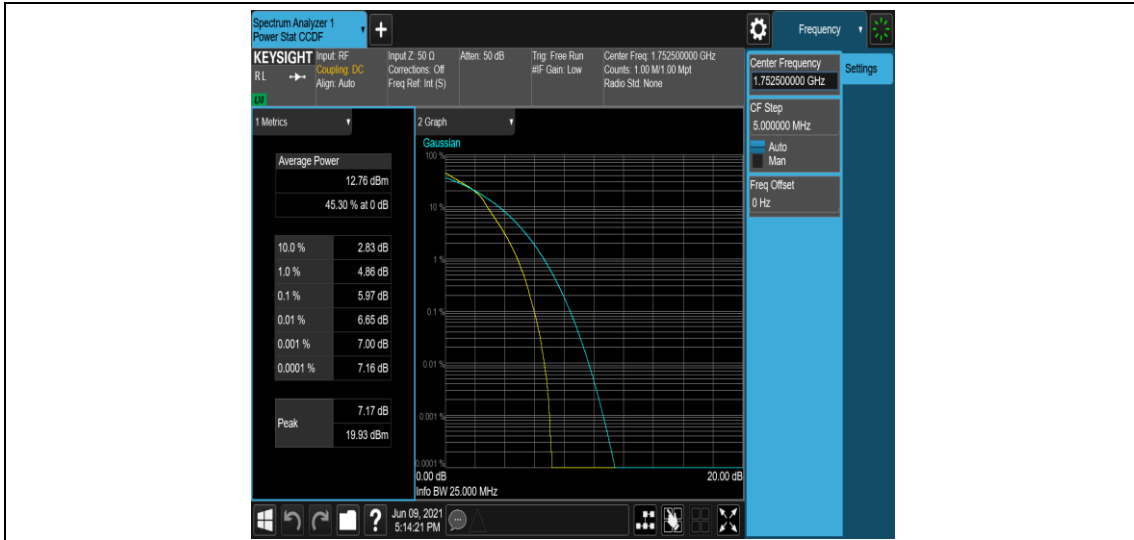 Spectrum Analyzer 1
Power Stat CCDF
Frequency
KEYSIGHT
RL
Input: RF
Coupling: DC
Align: Auto
Input Z: 50 Ω
Corrections: Off
Freq Ref: Int (S)
Atten: 50 dB
Trig: Free Run
#IF Gain: Low
Center Freq: 1.752500000 GHz
Counts: 1.00 M/1.00 Mpt
Radio Std: None
Center Frequency
1.752500000 GHz
Settings
CF Step
5.000000 MHz
Auto
Man
Freq Offset
0 Hz
1 Metrics
Average Power
12.76 dBm
45.30 % at 0 dB
10.0 % 2.83 dB
1.0 % 4.86 dB
0.1 % 5.97 dB
0.01 % 6.65 dB
0.001 % 7.00 dB
0.0001 % 7.16 dB
Peak
7.17 dB
19.93 dBm
2 Graph
Gaussian
100 %
10 %
1 %
0.1 %
0.01 %
0.001 %
0.0001 %
0.00 dB 20.00 dB
Info BW 25.000 MHz
?
Jun 09, 2021
5:14:21 PM